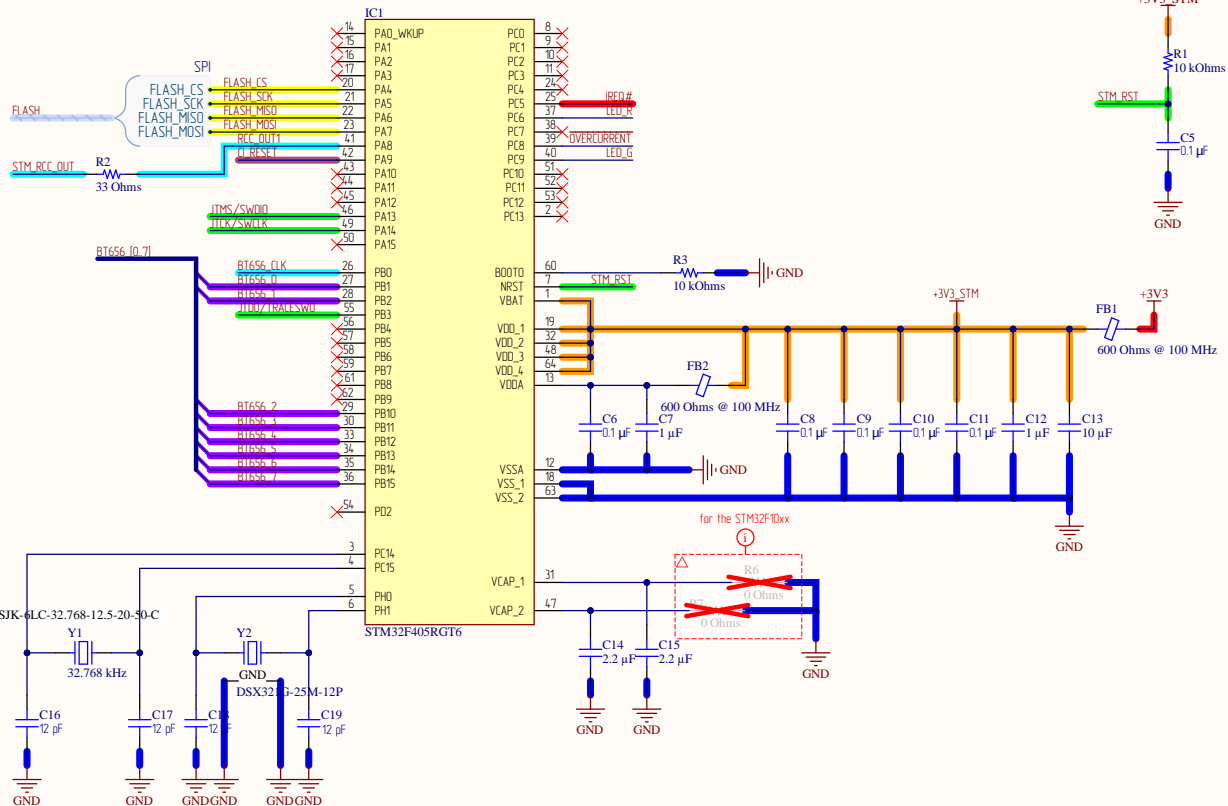 IC1
+3V3_STM
14 PA0_WKUP PC0 8
15 PA1 PC1 9
16 PA2 PC2 10
17 PA3 PC3 11
SPI
FLASH_CS FLASH_CS 20 PA4 PC4 24
FLASH_SCK FLASH_SCK 21 PA5 PC5 25 IREQ#
FLASH FLASH_MISO FLASH_MISO 22 PA6 PC6 37 LED_R
FLASH_MOSI FLASH_MOSI 23 PA7 PC7 38
RCC_OUT1 41 PA8 PC8 39 OVERCURRENT
CI_RESET 42 PA9 PC9 40 LED_G
STM_RCC_OUT R2 43 PA10 PC10 51
33 Ohms 44 PA11 PC11 52
45 PA12 PC12 53
JTMS/SWDIO 46 PA13 PC13 2
JTCK/SWCLK 49 PA14
50 PA15
R1
10 kOhms
STM_RST
C5
0.1 µF
GND
BT656_[0..7]
BT656_CLK 26 PB0 BOOT0 60 R3 GND
10 kOhms
BT656_0 27 PB1 NRST 7 STM_RST
BT656_1 28 PB2 VBAT 1
JTDO/TRACESWO 55 PB3
56 PB4 VDD_1 19 +3V3_STM FB1 +3V3
57 PB5 VDD_2 32
58 PB6 VDD_3 48 600 Ohms @ 100 MHz
59 PB7 VDD_4 64
61 PB8 VDDA 13 FB2
62 PB9 600 Ohms @ 100 MHz
BT656_2 29 PB10
BT656_3 30 PB11
BT656_4 33 PB12
BT656_5 34 PB13
BT656_6 35 PB14
BT656_7 36 PB15
C6 C7 C8 C9 C10 C11 C12 C13
0.1 µF 1 µF 0.1 µF 0.1 µF 0.1 µF 0.1 µF 1 µF 10 µF
VSSA 12 GND
VSS_1 18
VSS_2 63
GND
54 PD2
for the STM32F10xx
i
3 PC14
4 PC15
5 PH0
6 PH1
VCAP_1 31 R6
0 Ohms
VCAP_2 47 R7
0 Ohms
GND
STM32F405RGT6
SJK-6LC-32.768-12.5-20-50-C
Y1
32.768 kHz
Y2
GND
DSX321G-25M-12P
C14 C15
2.2 µF 2.2 µF
GND GND
C16 C17 C18 C19
12 pF 12 pF 12 pF 12 pF
GND GND GND GND GND GND